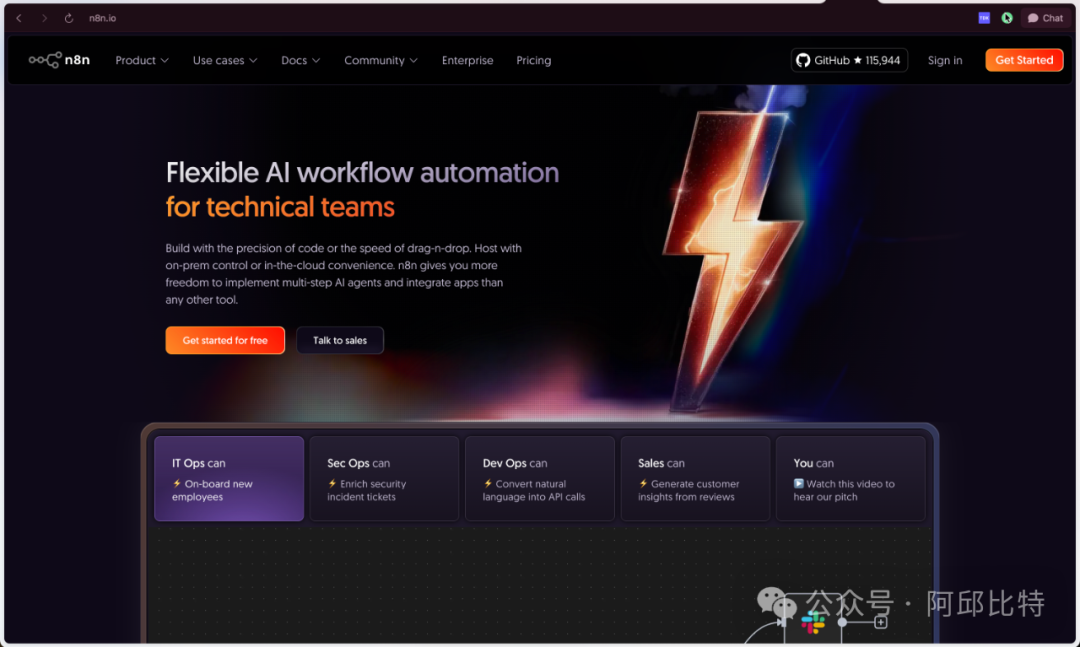 n8n.io
Chat
n8n
Product
Use cases
Docs
Community
Enterprise
Pricing
GitHub ★ 115,944
Sign in
Get Started
Flexible AI workflow automation
for technical teams
Build with the precision of code or the speed of drag-n-drop. Host with
on-prem control or in-the-cloud convenience. n8n gives you more
freedom to implement multi-step AI agents and integrate apps than
any other tool.
Get started for free
Talk to sales
IT Ops can
⚡ On-board new
employees
Sec Ops can
⚡ Enrich security
incident tickets
Dev Ops can
⚡ Convert natural
language into API calls
Sales can
⚡ Generate customer
insights from reviews
You can
▶️ Watch this video to
hear our pitch
公众号 · 阿邱比特